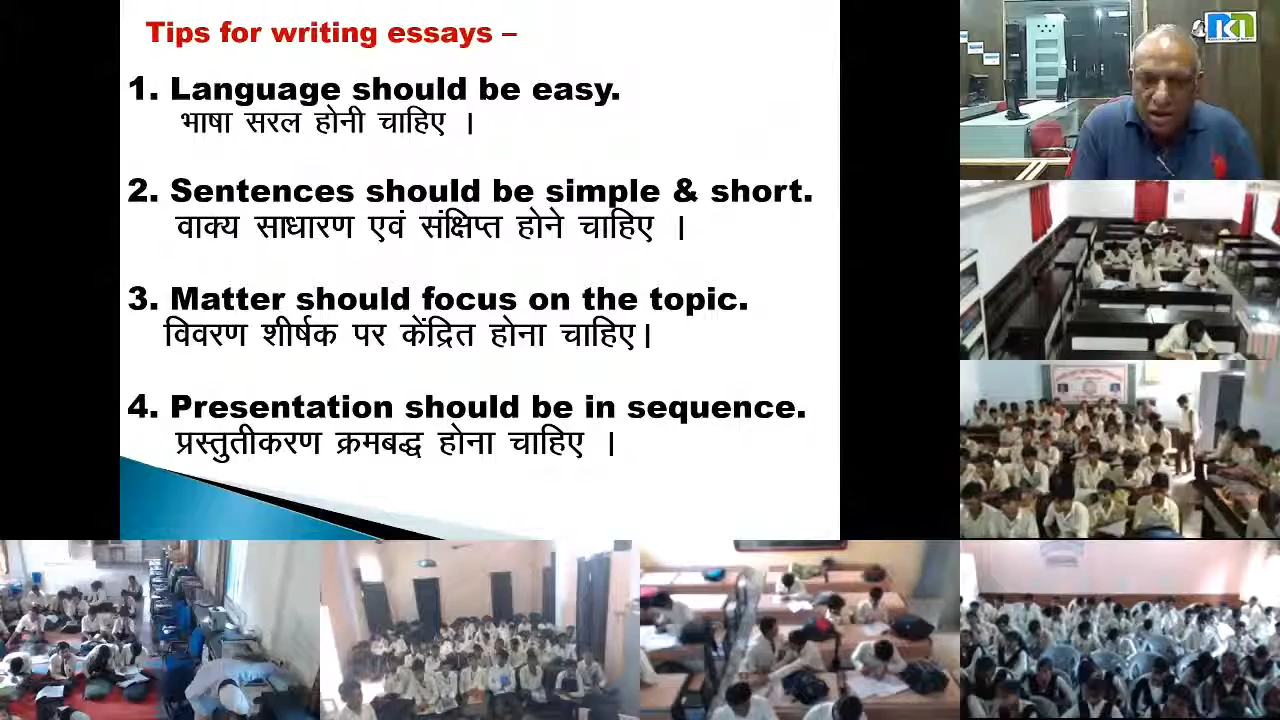 Tips for writing essays –
1. Language should be easy.
भाषा सरल होनी चाहिए ।
2. Sentences should be simple & short.
वाक्य साधारण एवं संक्षिप्त होने चाहिए ।
3. Matter should focus on the topic.
विवरण शीर्षक पर केंद्रित होना चाहिए।
4. Presentation should be in sequence.
प्रस्तुतीकरण क्रमबद्ध होना चाहिए ।